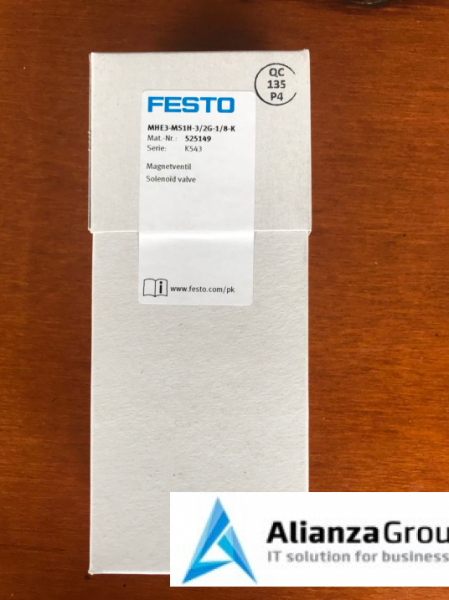 QC
135
P4
FESTO
MHE3-MS1H-3/2G-1/8-K
Mat.-Nr.: 525149
Serie: K543
Magnetventil
Solenoid valve
www.festo.com/pk
AlianzaGrou
IT solution for business